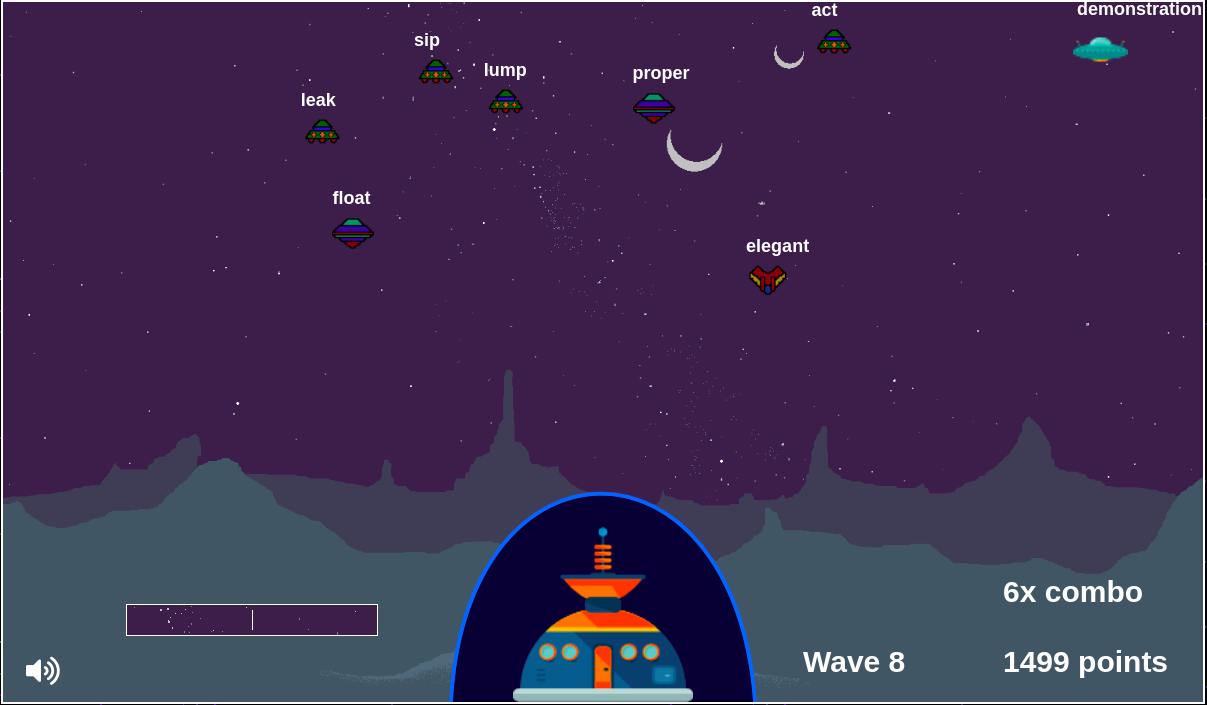 act
demonstration
sip
lump
proper
leak
float
elegant
6x combo
Wave 8
1499 points